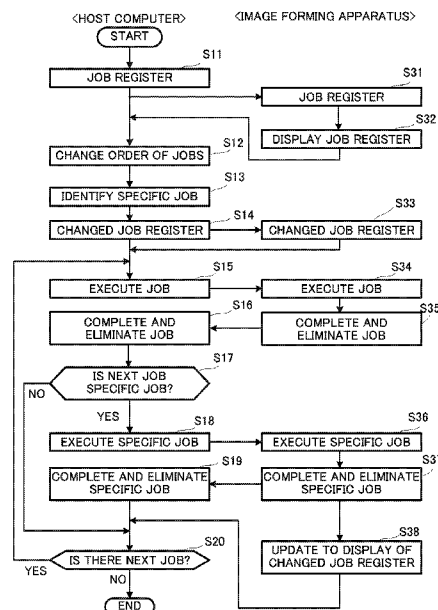 <HOST COMPUTER> <IMAGE FORMING APPARATUS>
START
S11
JOB REGISTER
S31
JOB REGISTER
S32
DISPLAY JOB REGISTER
S12
CHANGE ORDER OF JOBS
S13
IDENTIFY SPECIFIC JOB
S14
CHANGED JOB REGISTER
S33
CHANGED JOB REGISTER
S15
EXECUTE JOB
S34
EXECUTE JOB
S16
COMPLETE AND
ELIMINATE JOB
S35
COMPLETE AND
ELIMINATE JOB
S17
IS NEXT JOB
SPECIFIC JOB?
NO
YES
S18
EXECUTE SPECIFIC JOB
S36
EXECUTE SPECIFIC JOB
S19
COMPLETE AND ELIMINATE
SPECIFIC JOB
COMPLETE AND ELIMINATE
SPECIFIC JOB
S38
UPDATE TO DISPLAY OF
CHANGED JOB REGISTER
S20
IS THERE NEXT JOB?
YES
NO
END